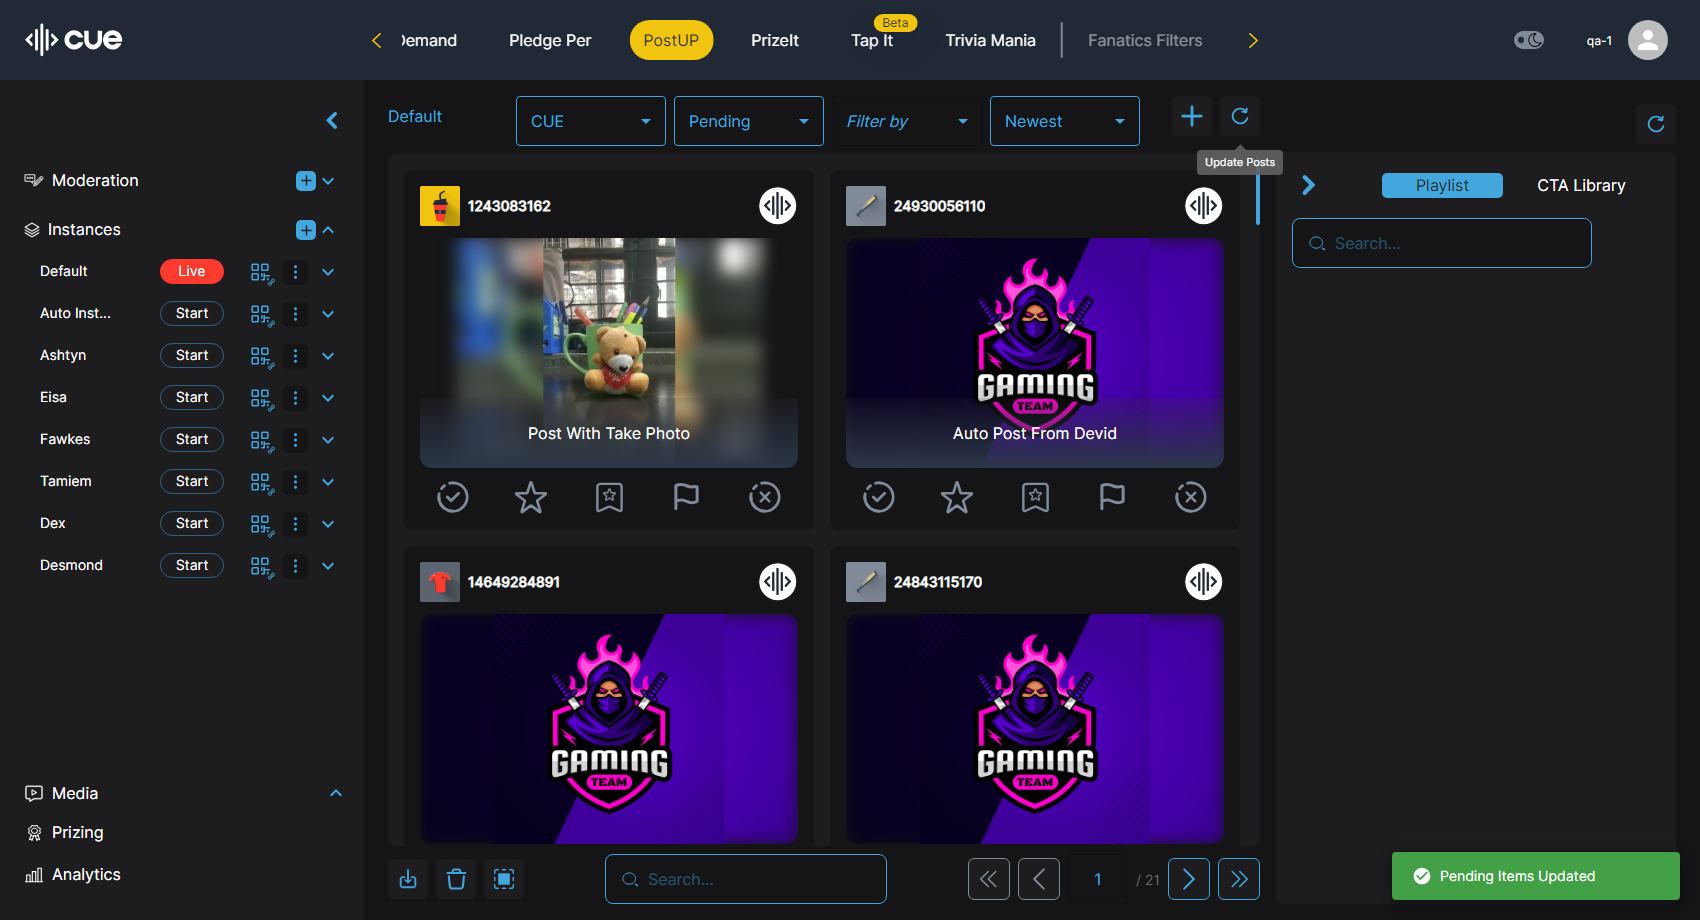 cue
Demand
Pledge Per
PostUP
PrizeIt
Beta
Tap It
Trivia Mania
Fanatics Filters
qa-1
Default
CUE
Pending
Filter by
Newest
Update Posts
Moderation
Instances
Default
Live
Auto Inst...
Start
Ashtyn
Start
Eisa
Start
Fawkes
Start
Tamiem
Start
Dex
Start
Desmond
Start
Media
Prizing
Analytics
1243083162
Post With Take Photo
24930056110
GAMING
TEAM
Auto Post From Devid
14649284891
GAMING
TEAM
24843115170
GAMING
TEAM
Search...
1
/ 21
Playlist
CTA Library
Search...
Pending Items Updated